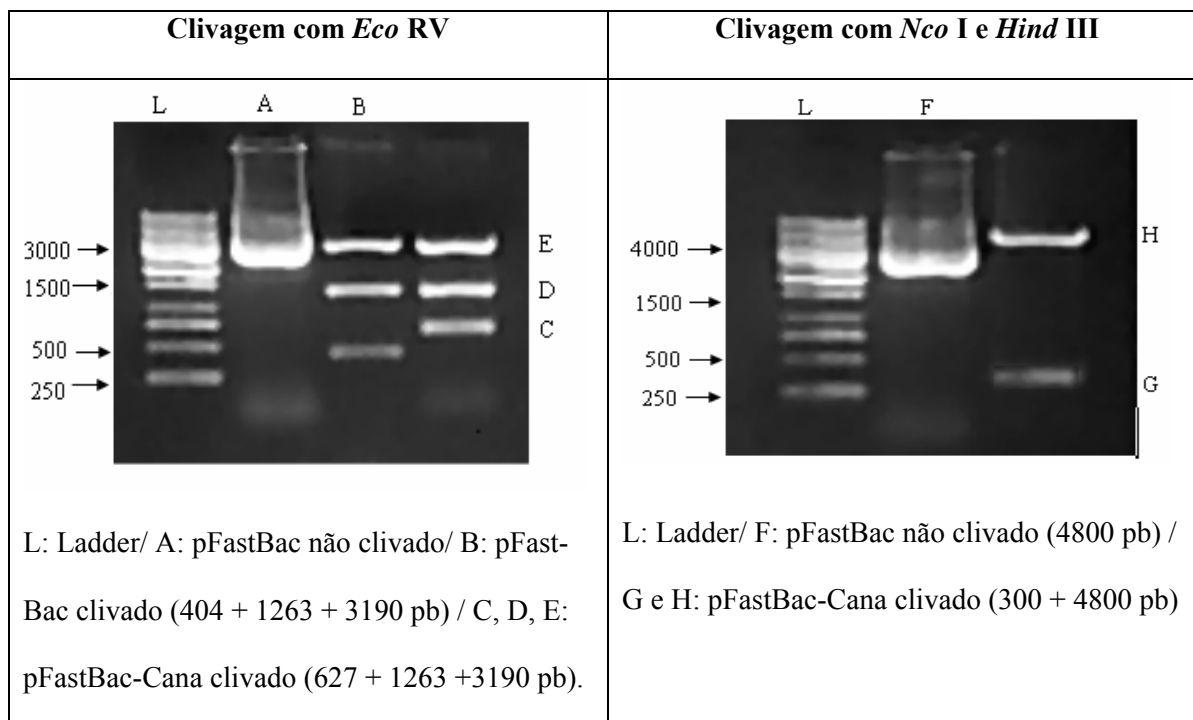 Clivagem com Eco RV
Clivagem com Nco I e Hind III
L A B
3000
1500
500
250
E
D
C
L: Ladder/ A: pFastBac não clivado/ B: pFast-
Bac clivado (404 + 1263 + 3190 pb) / C, D, E:
pFastBac-Cana clivado (627 + 1263 +3190 pb).
L F
4000
1500
500
250
H
G
L: Ladder/ F: pFastBac não clivado (4800 pb) /
G e H: pFastBac-Cana clivado (300 + 4800 pb)